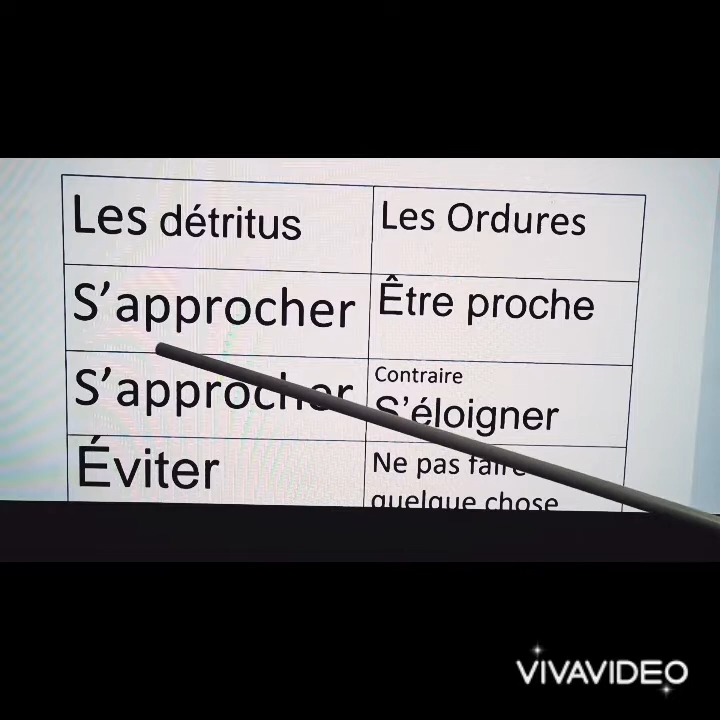 Les détritus
Les Ordures
S'approcher
Être proche
S'approcher
Contraire
S'éloigner
Éviter
Ne pas faire
quelque chose
VIVAVIDEO